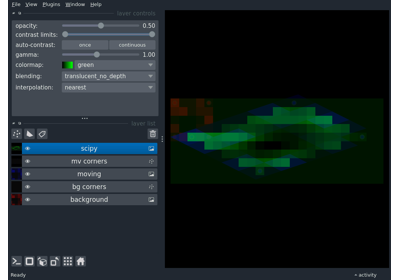 File View Plugins Window Help
layer controls
opacity: 0.50
contrast limits:
auto-contrast: once continuous
gamma: 1.00
colormap: green
blending: translucent_no_depth
interpolation: nearest
layer list
scipy
mv corners
moving
bg corners
background
Ready
activity